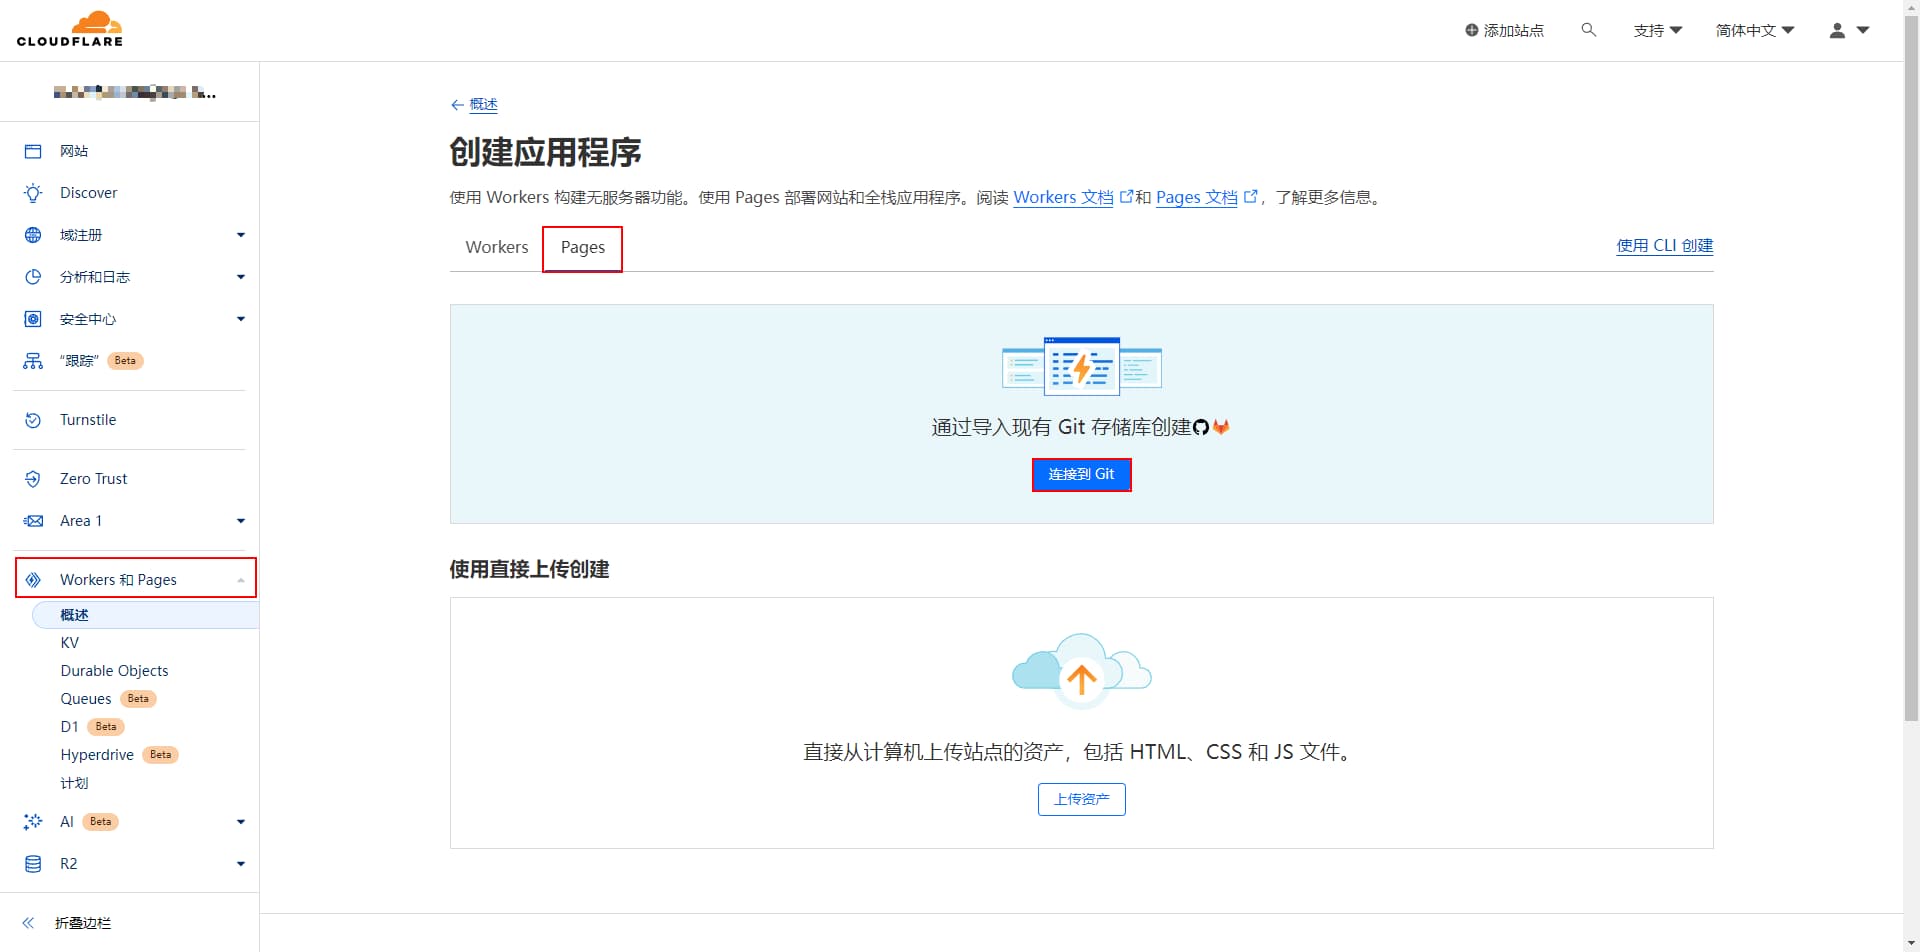 CLOUDFLARE
添加站点
支持
简体中文
网站
Discover
域注册
分析和日志
安全中心
“跟踪” Beta
Turnstile
Zero Trust
Area 1
Workers 和 Pages
概述
KV
Durable Objects
Queues Beta
D1 Beta
Hyperdrive Beta
计划
AI Beta
R2
折叠边栏
概述
创建应用程序
使用 Workers 构建无服务器功能。使用 Pages 部署网站和全栈应用程序。阅读 Workers 文档 和 Pages 文档 ，了解更多信息。
Workers Pages
使用 CLI 创建
通过导入现有 Git 存储库创建
连接到 Git
使用直接上传创建
直接从计算机上传站点的资产，包括 HTML、CSS 和 JS 文件。
上传资产